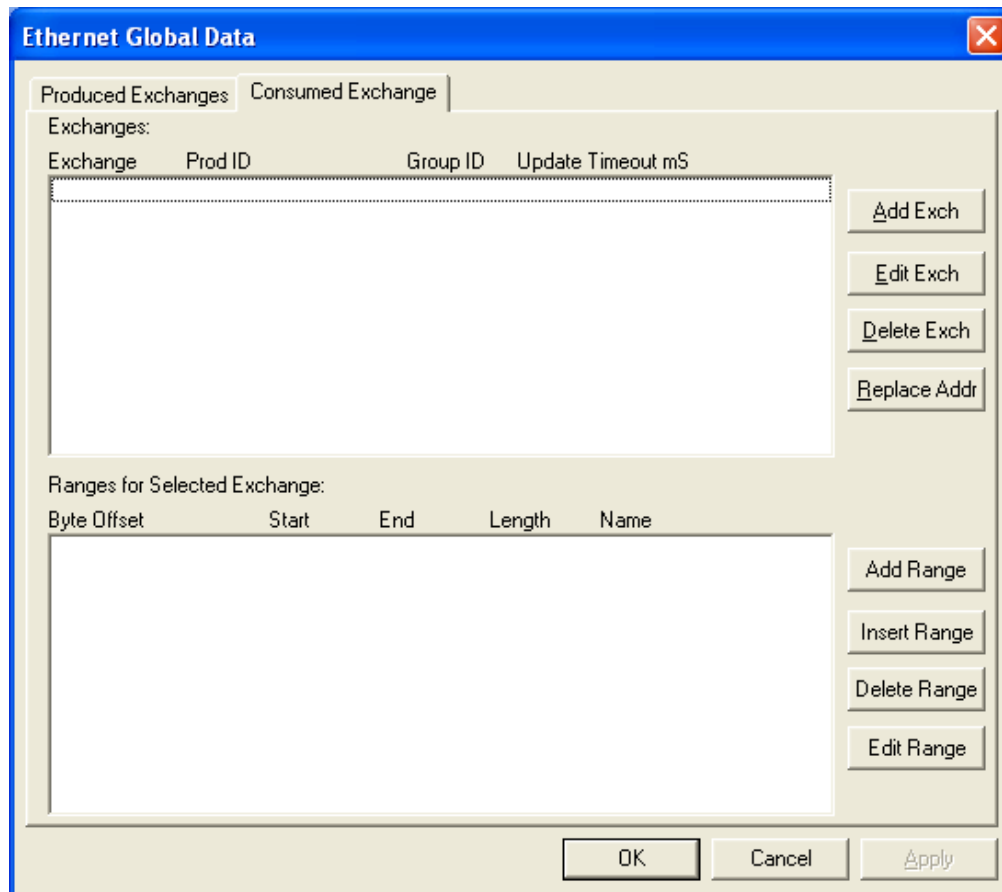 Ethernet Global Data
Produced Exchanges Consumed Exchange
Exchanges:
Exchange Prod ID Group ID Update Timeout mS
Add Exch
Edit Exch
Delete Exch
Replace Addr
Ranges for Selected Exchange:
Byte Offset Start End Length Name
Add Range
Insert Range
Delete Range
Edit Range
OK Cancel Apply